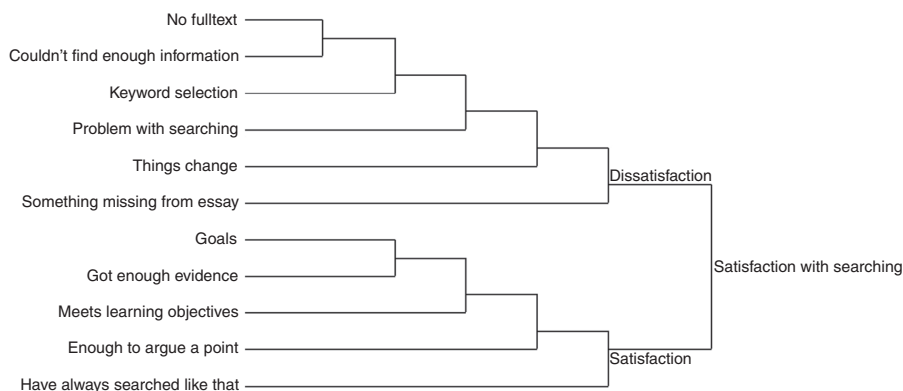 No fulltext
Couldn’t find enough information
Keyword selection
Problem with searching
Things change
Something missing from essay
Dissatisfaction
Goals
Got enough evidence
Satisfaction with searching
Meets learning objectives
Enough to argue a point
Satisfaction
Have always searched like that